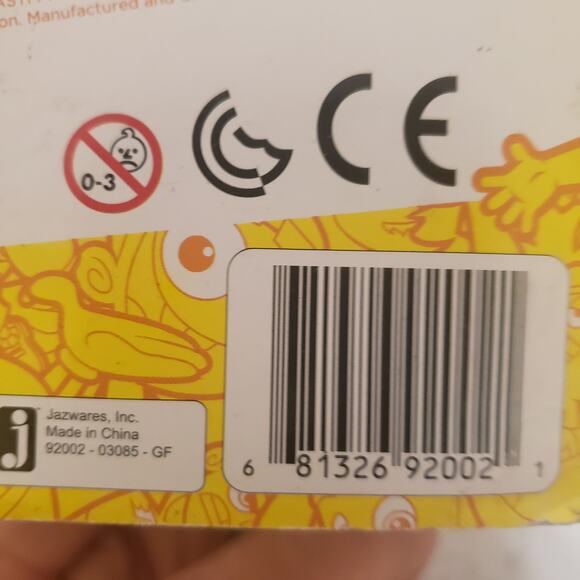 on. Manufactured and
0-3
CE
j
Jazwares, Inc.
Made in China
92002 - 03085 - GF
6 81326 92002 1